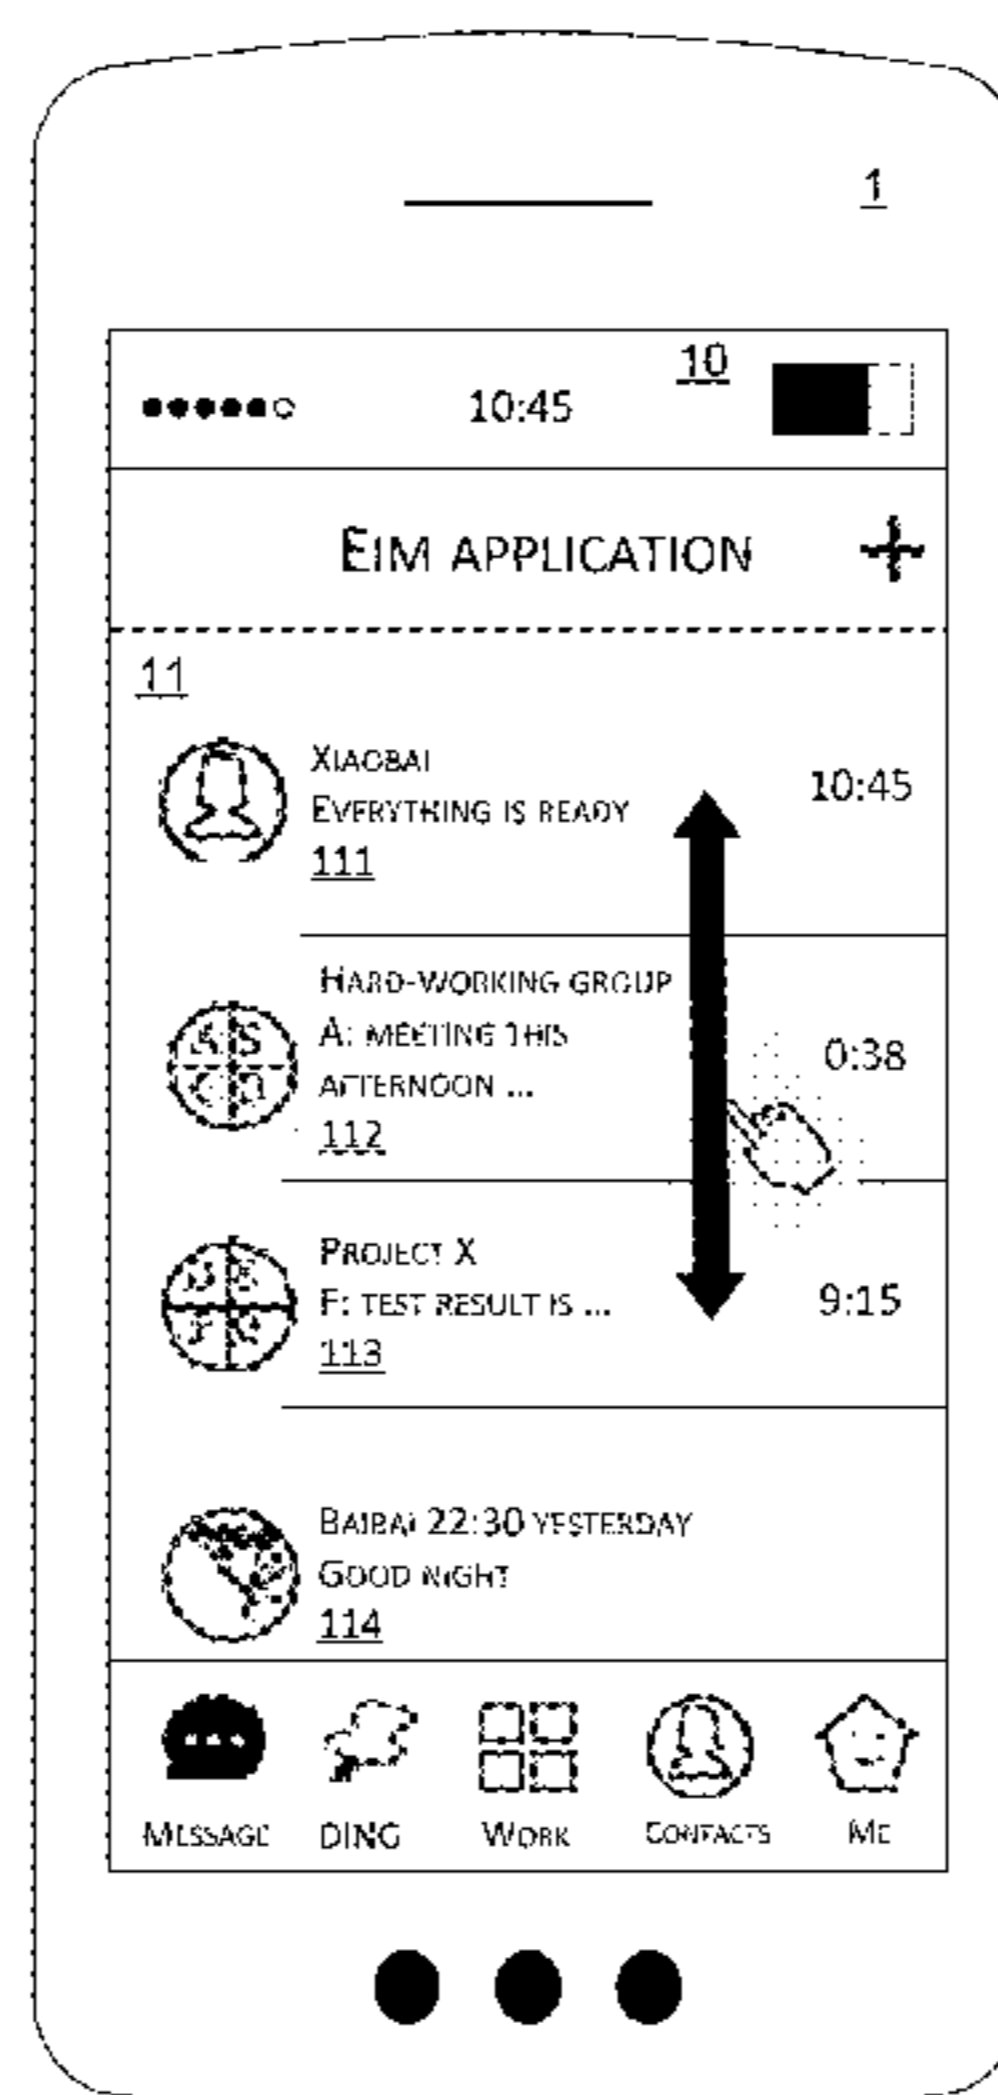 1
10
10:45
EIM APPLICATION
11
XIAOBAI
10:45
EVERYTHING IS READY
111
HARD-WORKING GROUP
A: MEETING THIS
0:38
AFTERNOON ...
112
PROJECT X
F: TEST RESULT IS ...
9:15
113
BAIBAI 22:30 YESTERDAY
GOOD NIGHT
114
MESSAGE DING WORK CONTACTS ME